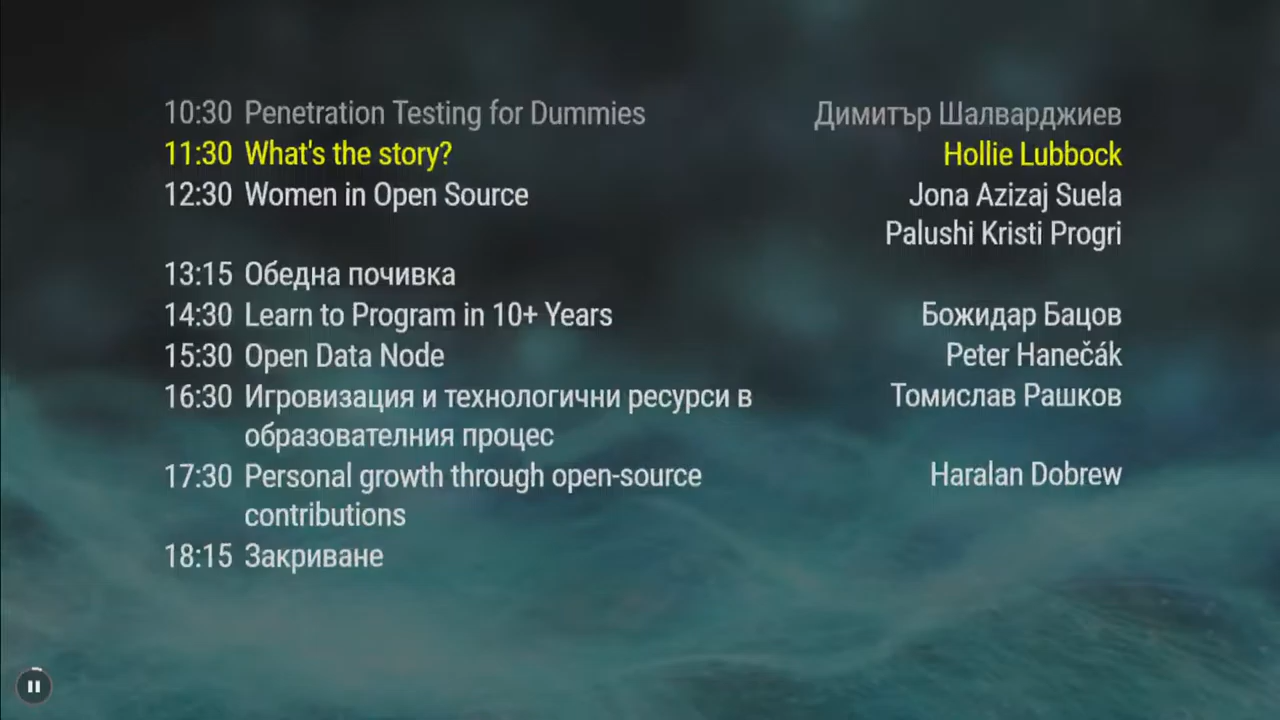 10:30 Penetration Testing for Dummies Димитър Шалварджиев
11:30 What's the story? Hollie Lubbock
12:30 Women in Open Source Jona Azizaj Suela
Palushi Kristi Progri
13:15 Обедна почивка
14:30 Learn to Program in 10+ Years Божидар Бацов
15:30 Open Data Node Peter Hanečák
16:30 Игровизация и технологични ресурси в Томислав Рашков
образователния процес
17:30 Personal growth through open-source Haralan Dobrew
contributions
18:15 Закриване